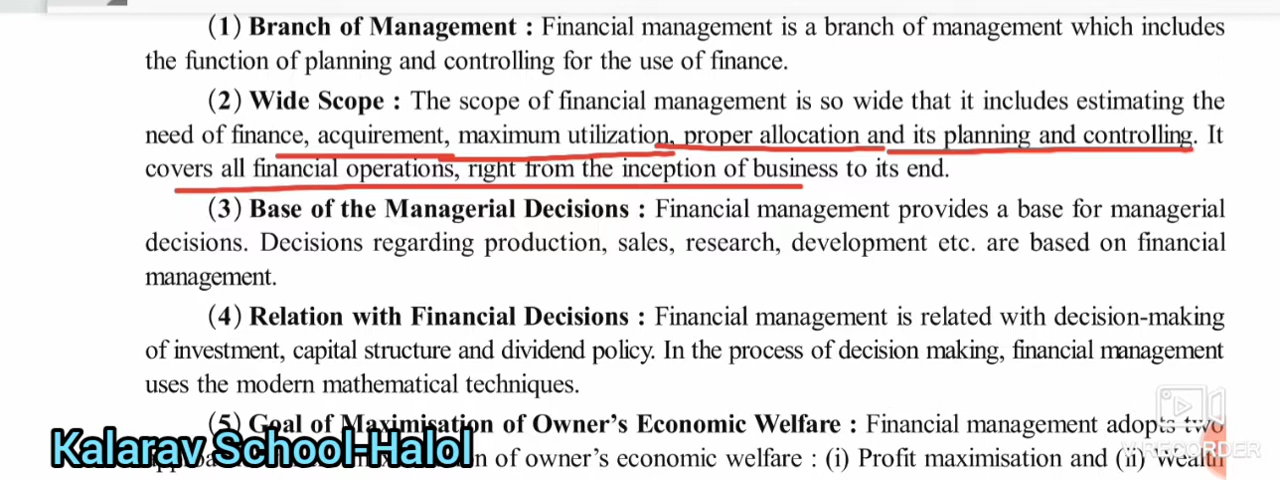 (1) Branch of Management : Financial management is a branch of management which includes
the function of planning and controlling for the use of finance.
(2) Wide Scope : The scope of financial management is so wide that it includes estimating the
need of finance, acquirement, maximum utilization, proper allocation and its planning and controlling. It
covers all financial operations, right from the inception of business to its end.
(3) Base of the Managerial Decisions : Financial management provides a base for managerial
decisions. Decisions regarding production, sales, research, development etc. are based on financial
management.
(4) Relation with Financial Decisions : Financial management is related with decision-making
of investment, capital structure and dividend policy. In the process of decision making, financial management
uses the modern mathematical techniques.
(5) Goal of Maximisation of Owner's Economic Welfare : Financial management adopts two
of owner's economic welfare : (i) Profit maximisation and (ii) Wealth
Kalarav School-Halol
V RECORDER